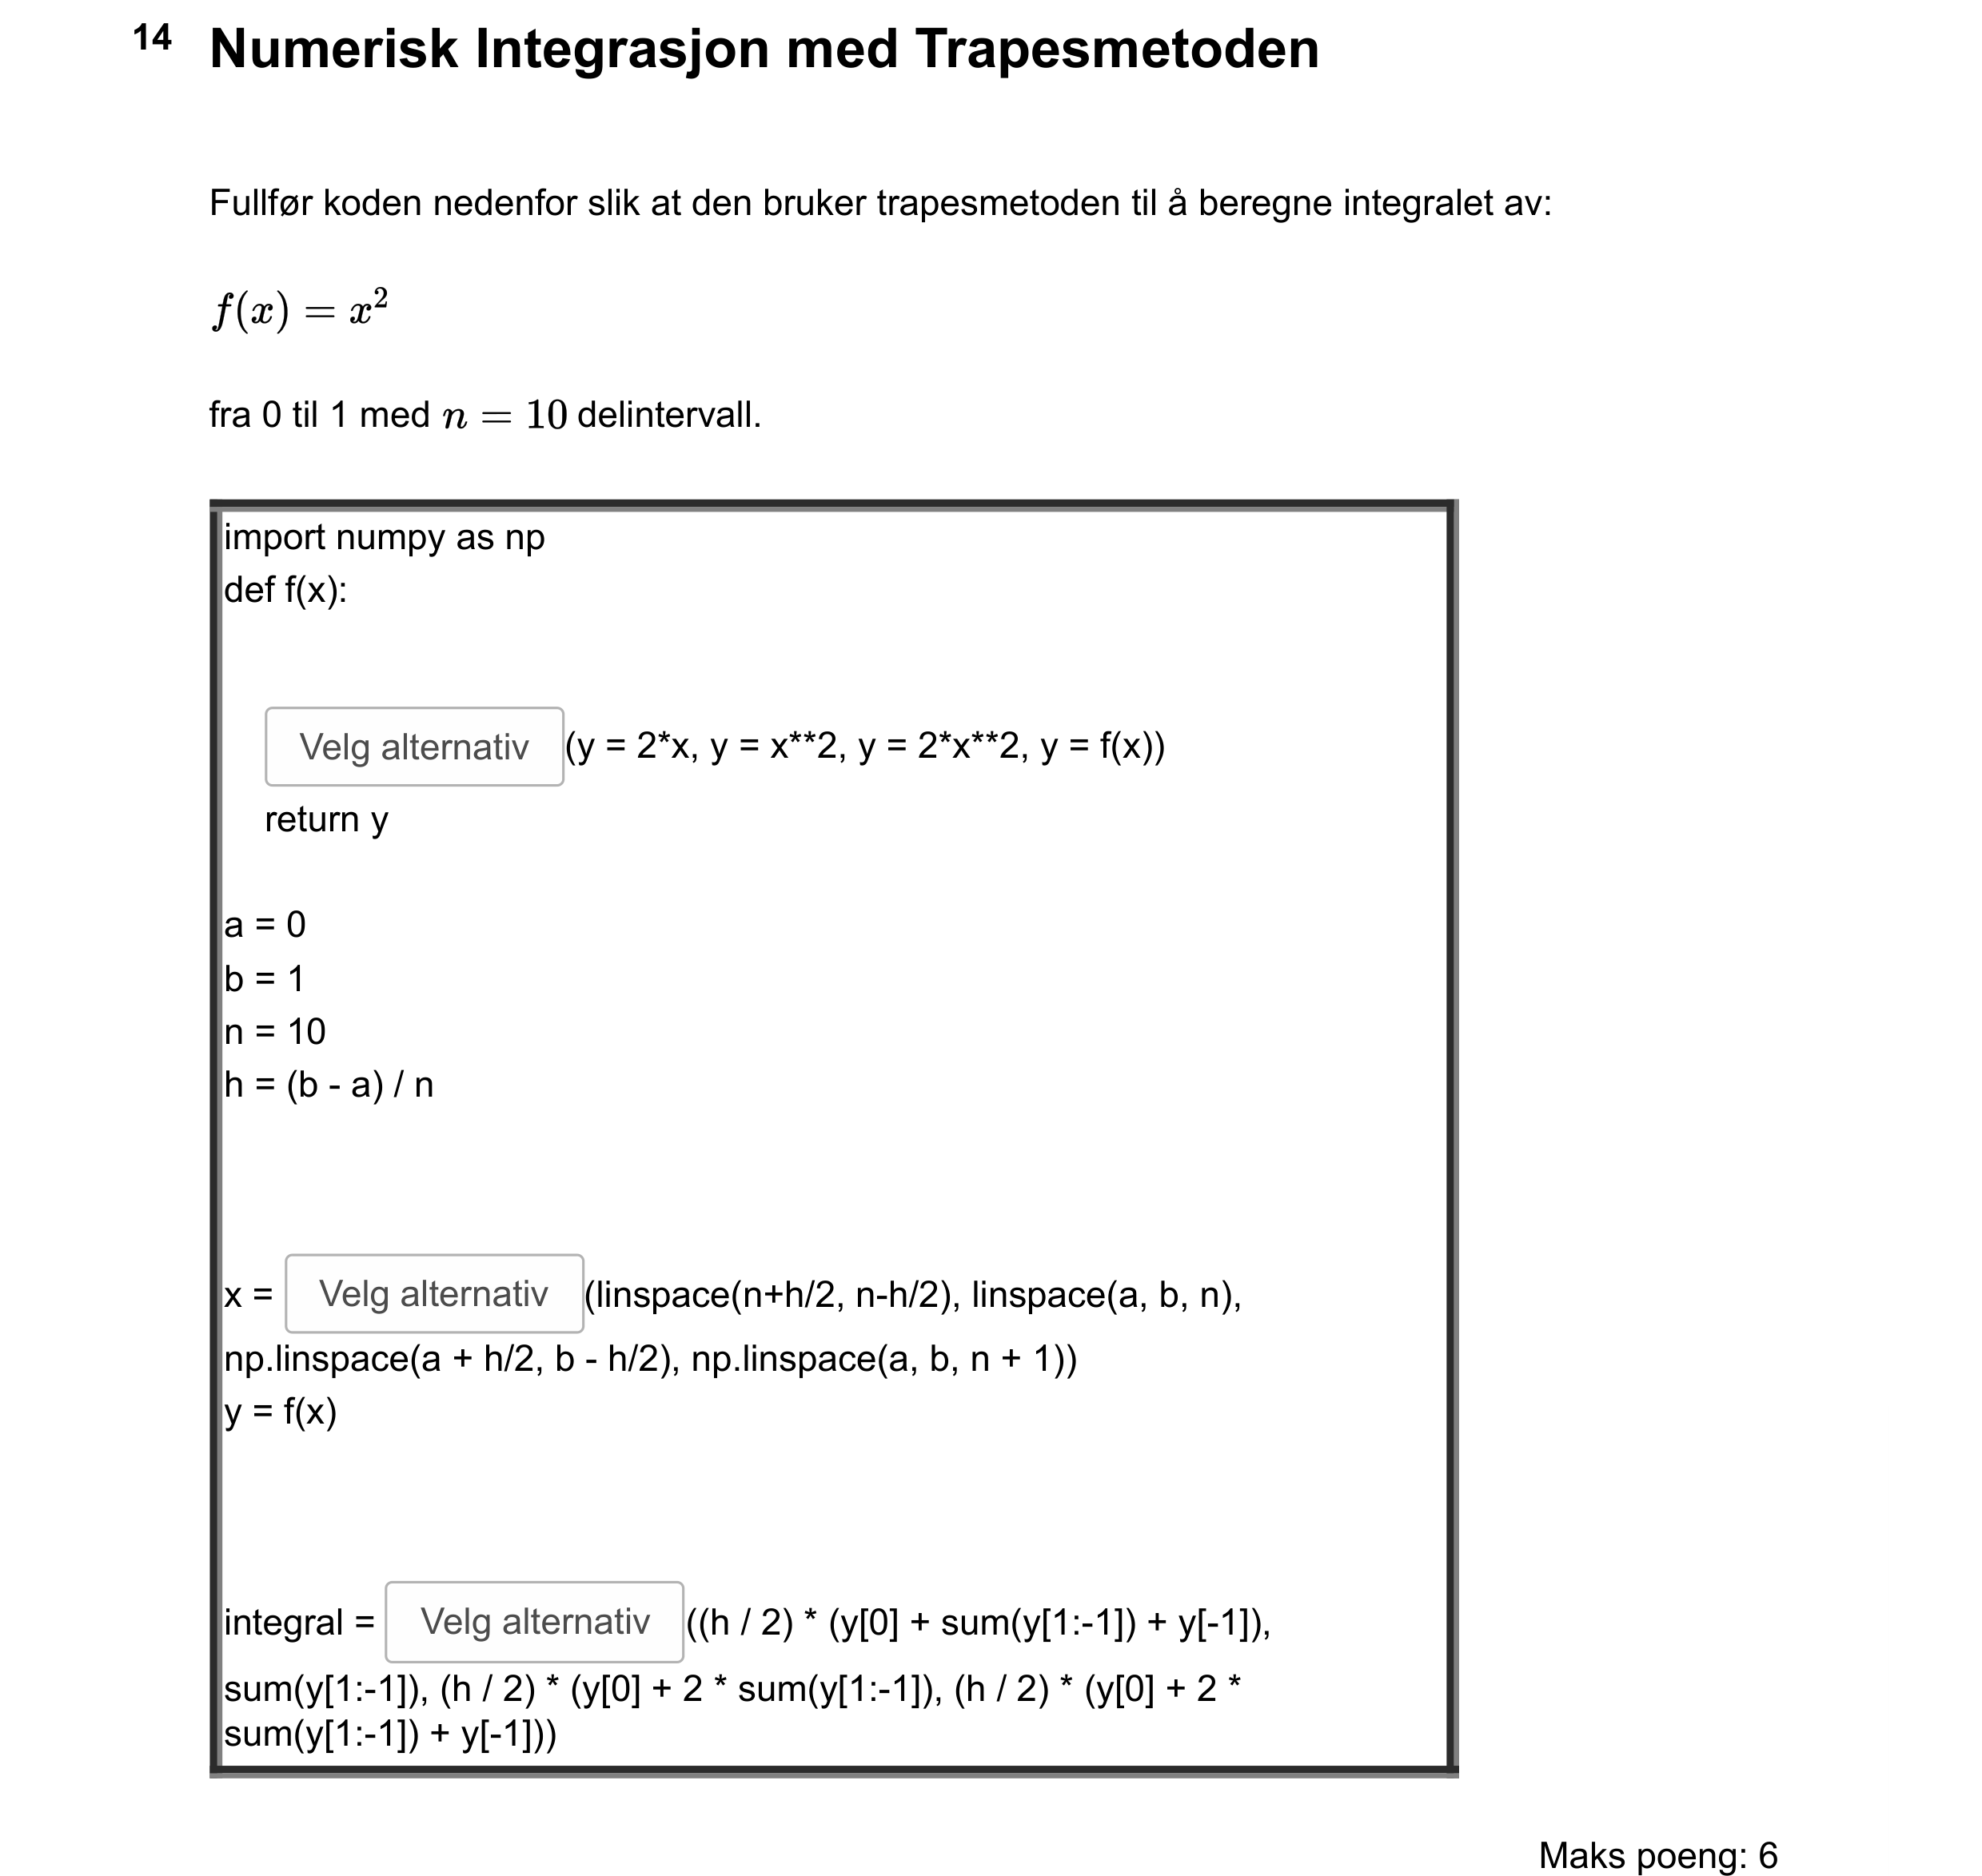 14 Numerisk Integrasjon med Trapesmetoden
Fullfør koden nedenfor slik at den bruker trapesmetoden til å beregne integralet av:
f(x) = x²
fra 0 til 1 med n = 10 delintervall.
import numpy as np
def f(x):
Velg alternativ (y = 2*x, y = x**2, y = 2*x**2, y = f(x))
return y
a = 0
b = 1
n = 10
h = (b - a) / n
x = Velg alternativ (linspace(n+h/2, n-h/2), linspace(a, b, n),
np.linspace(a + h/2, b - h/2), np.linspace(a, b, n + 1))
y = f(x)
integral = Velg alternativ ((h / 2) * (y[0] + sum(y[1:-1]) + y[-1]),
sum(y[1:-1]), (h / 2) * (y[0] + 2 * sum(y[1:-1]), (h / 2) * (y[0] + 2 *
sum(y[1:-1]) + y[-1]))
Maks poeng: 6